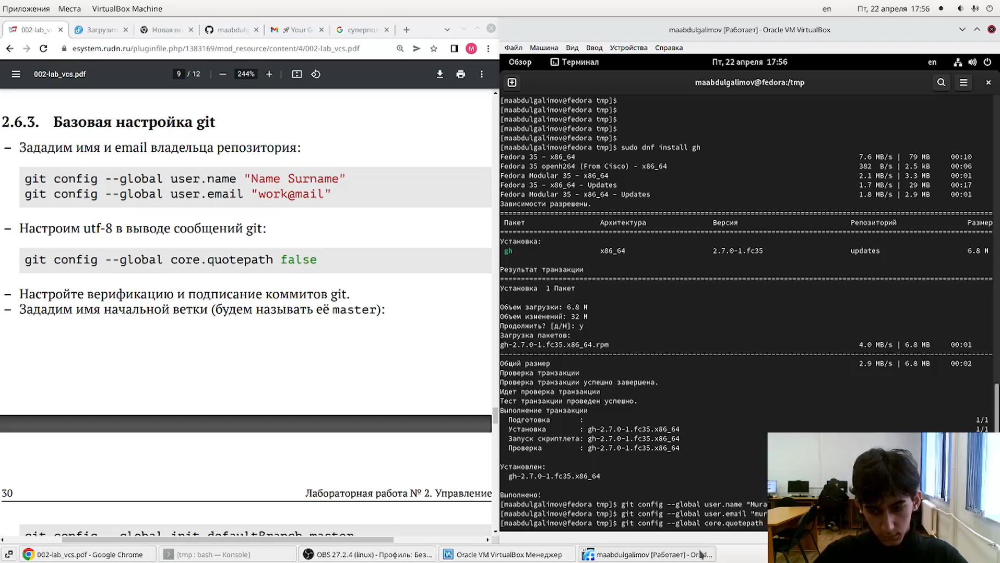 Приложения Места VirtualBox Machine
en Пт, 22 апреля 17:56
002-lab_v
Загрузит
Новая вк
maabdulg
Your G
суперпо
esystem.rudn.ru/pluginfile.php/1383169/mod_resource/content/4/002-lab_vcs.pdf
M
002-lab_vcs.pdf
9 / 12
244%
2.6.3. Базовая настройка git
– Зададим имя и email владельца репозитория:
git config --global user.name "Name Surname"
git config --global user.email "work@mail"
– Настроим utf-8 в выводе сообщений git:
git config --global core.quotepath false
– Настройте верификацию и подписание коммитов git.
– Зададим имя начальной ветки (будем называть её master):
30
Лабораторная работа № 2. Управление
git config --global init.defaultBranch master
maabdulgalimov [Работает] - Oracle VM VirtualBox
Файл Машина Вид Ввод Устройства Справка
Обзор Терминал Пт, 22 апреля 17:56 en
maabdulgalimov@fedora:/tmp
[maabdulgalimov@fedora tmp]$
[maabdulgalimov@fedora tmp]$
[maabdulgalimov@fedora tmp]$
[maabdulgalimov@fedora tmp]$
[maabdulgalimov@fedora tmp]$
[maabdulgalimov@fedora tmp]$ sudo dnf install gh
Fedora 35 - x86_64 7.6 MB/s | 79 MB 00:10
Fedora 35 openh264 (From Cisco) - x86_64 382 B/s | 2.5 kB 00:06
Fedora Modular 35 - x86_64 2.1 MB/s | 3.3 MB 00:01
Fedora 35 - x86_64 - Updates 1.7 MB/s | 29 MB 00:17
Fedora Modular 35 - x86_64 - Updates 1.8 MB/s | 2.9 MB 00:01
Зависимости разрешены.
Пакет Архитектура Версия Репозиторий Размер
Установка:
gh x86_64 2.7.0-1.fc35 updates 6.8 M
Результат транзакции
Установка 1 Пакет
Объем загрузки: 6.8 M
Объем изменений: 32 M
Продолжить? [д/Н]: y
Загрузка пакетов:
gh-2.7.0-1.fc35.x86_64.rpm 4.0 MB/s | 6.8 MB 00:01
Общий размер 2.9 MB/s | 6.8 MB 00:02
Проверка транзакции
Проверка транзакции успешно завершена.
Идет проверка транзакции
Тест транзакции проведен успешно.
Выполнение транзакции
Подготовка : 1/1
Установка : gh-2.7.0-1.fc35.x86_64 1/1
Запуск скриптлета: gh-2.7.0-1.fc35.x86_64
Проверка : gh-2.7.0-1.fc35.x86_64
Установлен:
gh-2.7.0-1.fc35.x86_64
Выполнено!
[maabdulgalimov@fedora tmp]$ git config --global user.name "Mura
[maabdulgalimov@fedora tmp]$ git config --global user.email "mur
[maabdulgalimov@fedora tmp]$ git config --global core.quotepath
002-lab_vcs.pdf - Google Chrome
[tmp : bash — Konsole]
OBS 27.2.4 (linux) - Профиль: Без...
Oracle VM VirtualBox Менеджер
maabdulgalimov [Работает] - Oracl...